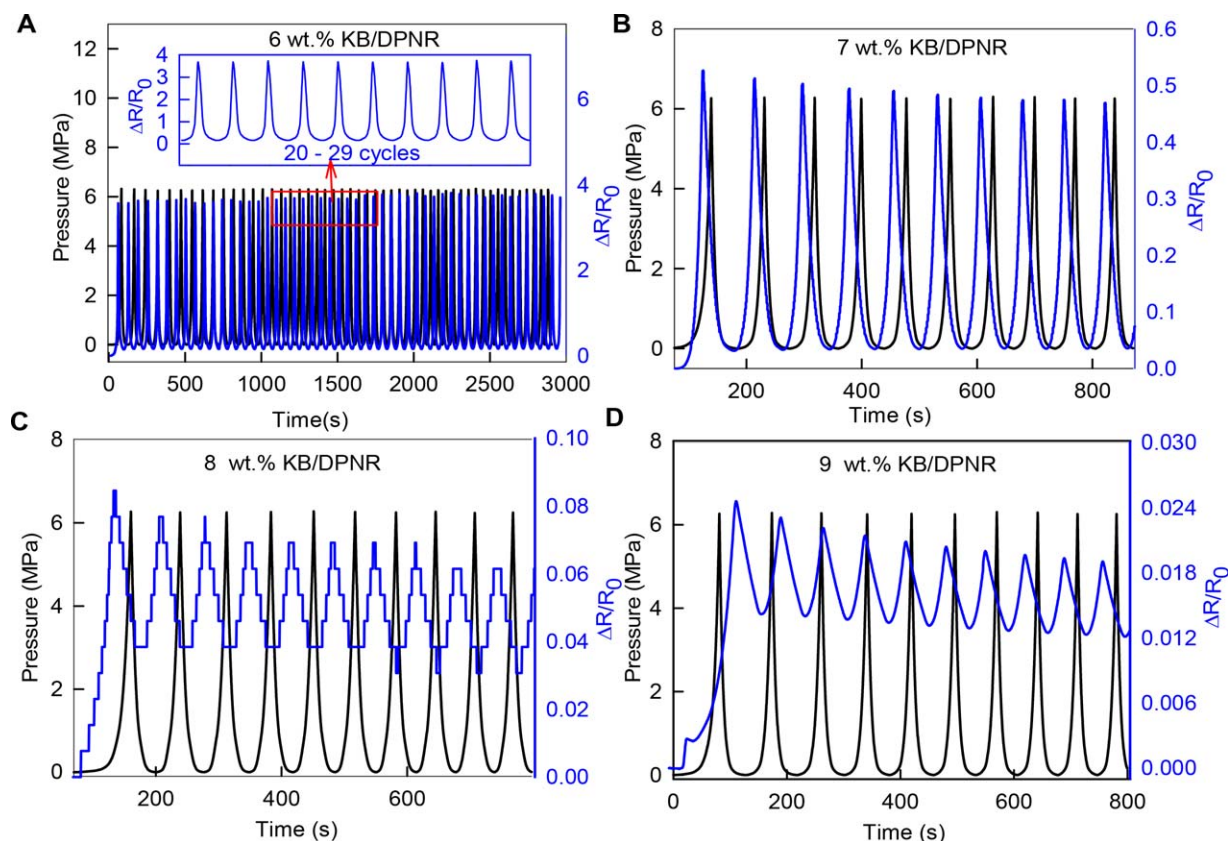 A
6 wt.% KB/DPNR
Pressure (MPa)
12
10
8
6
4
2
0
ΔR/R0
4
3
2
1
0
20 - 29 cycles
6
4
2
0
ΔR/R0
0 500 1000 1500 2000 2500 3000
Time(s)
B
7 wt.% KB/DPNR
Pressure (MPa)
8
6
4
2
0
0.6
0.5
0.4
0.3
0.2
0.1
0.0
ΔR/R0
200 400 600 800
Time (s)
C
8 wt.% KB/DPNR
Pressure (MPa)
8
6
4
2
0
0.10
0.08
0.06
0.04
0.02
0.00
ΔR/R0
200 400 600
Time (s)
D
9 wt.% KB/DPNR
Pressure (MPa)
8
6
4
2
0
0.030
0.024
0.018
0.012
0.006
0.000
ΔR/R0
0 200 400 600 800
Time (s)